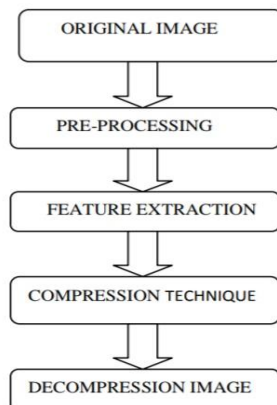 ORIGINAL IMAGE
PRE-PROCESSING
FEATURE EXTRACTION
COMPRESSION TECHNIQUE
DECOMPRESSION IMAGE